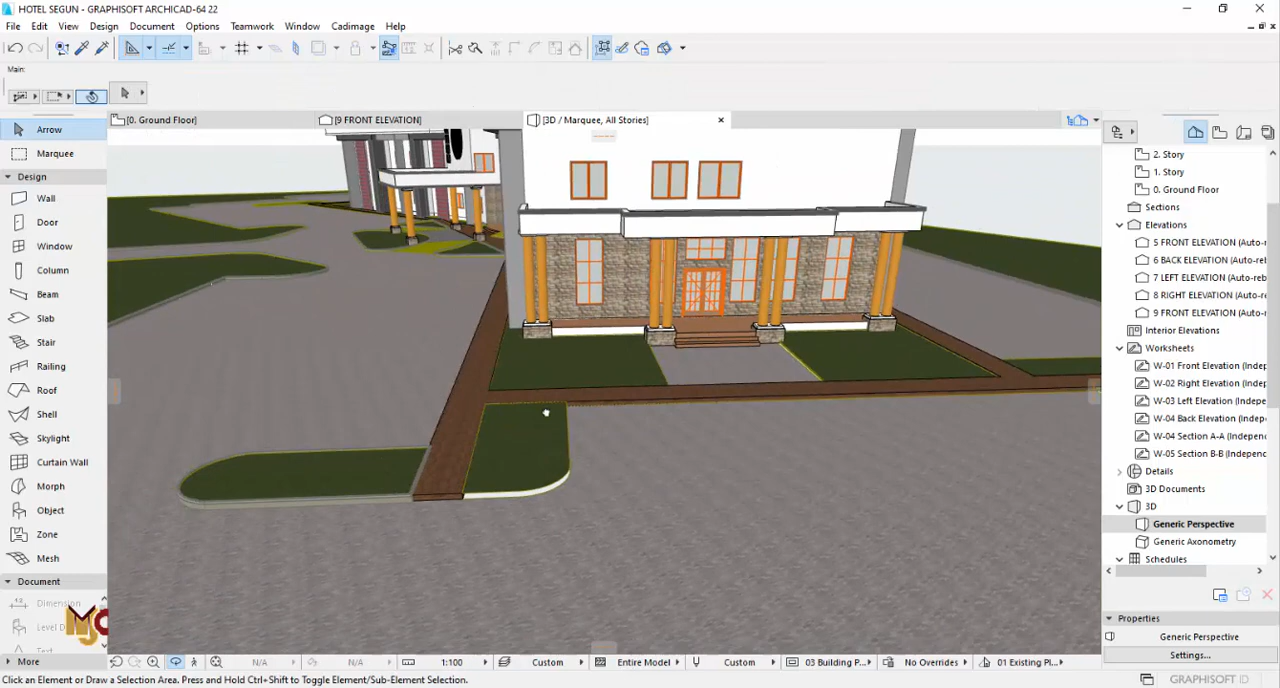 HOTEL SEGUN - GRAPHISOFT ARCHICAD-64 22
File Edit View Design Document Options Teamwork Window Cadimage Help
Main:
[0. Ground Floor] [9 FRONT ELEVATION] [3D / Marquee, All Stories]
Arrow
Marquee
Design
Wall
Door
Window
Column
Beam
Slab
Stair
Railing
Roof
Shell
Skylight
Curtain Wall
Morph
Object
Zone
Mesh
Document
Dimension
Level D
More
2. Story
1. Story
0. Ground Floor
Sections
Elevations
5 FRONT ELEVATION (Auto-re
6 BACK ELEVATION (Auto-reb
7 LEFT ELEVATION (Auto-reb
8 RIGHT ELEVATION (Auto-re
9 FRONT ELEVATION (Auto-re
Interior Elevations
Worksheets
W-01 Front Elevation (Indep
W-02 Right Elevation (Indep
W-03 Left Elevation (Indepe
W-04 Back Elevation (Indepe
W-04 Section A-A (Independ
W-05 Section B-B (Independ
Details
3D Documents
3D
Generic Perspective
Generic Axonometry
Schedules
Properties
Generic Perspective
Settings...
N/A N/A 1:100 Custom Entire Model Custom 03 Building P... No Overrides 01 Existing Pl...
Click an Element or Draw a Selection Area. Press and Hold Ctrl+Shift to Toggle Element/Sub-Element Selection.
GRAPHISOFT ID